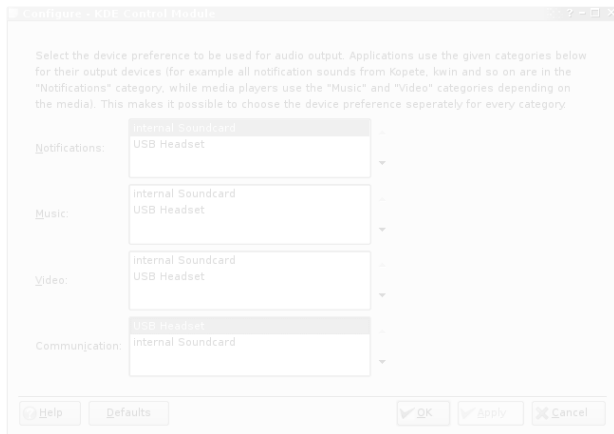 Configure - KDE Control Module
Select the device preference to be used for audio output. Applications use the given categories below
for their output devices (for example all notification sounds from Kopete, kwin and so on are in the
"Notifications" category, while media players use the "Music" and "Video" categories depending on
the media). This makes it possible to choose the device preference seperately for every category.
Notifications:
internal Soundcard
USB Headset
Music:
internal Soundcard
USB Headset
Video:
internal Soundcard
USB Headset
Communication:
USB Headset
internal Soundcard
Help Defaults OK Apply Cancel